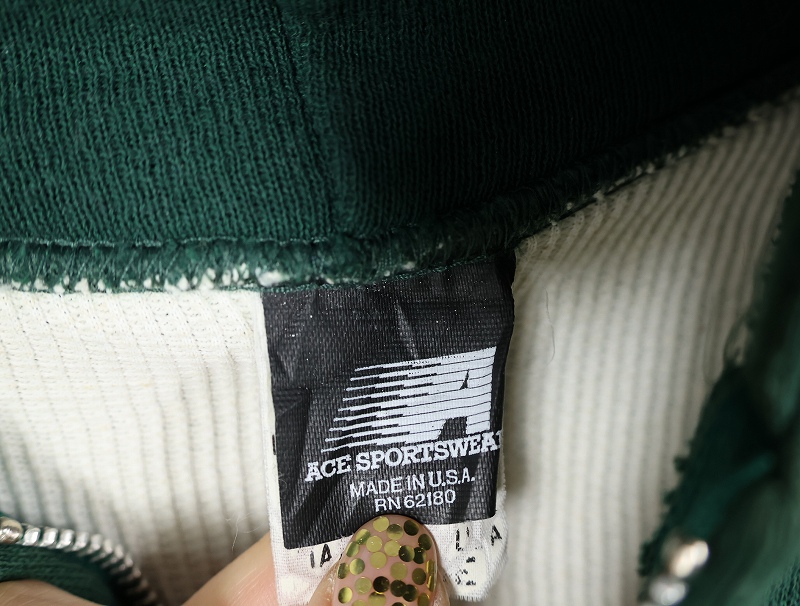 A
ACE SPORTSWEAR
MADE IN U.S.A.
RN 62180